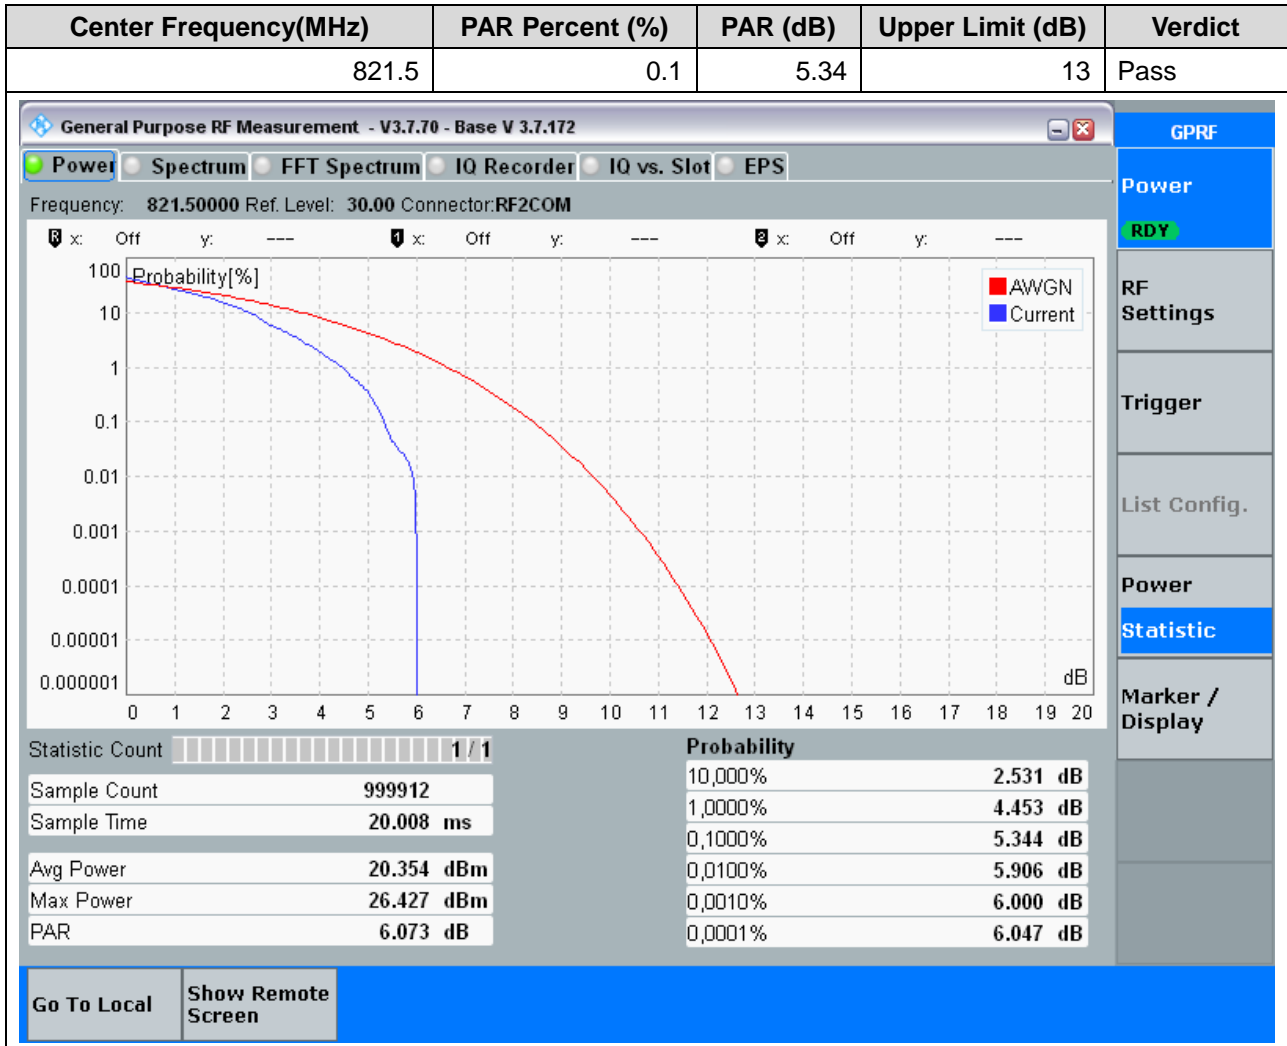 Center Frequency(MHz) PAR Percent (%) PAR (dB) Upper Limit (dB) Verdict
821.5 0.1 5.34 13 Pass
General Purpose RF Measurement - V3.7.70 - Base V 3.7.172
GPRF
Power Spectrum FFT Spectrum IQ Recorder IQ vs. Slot EPS
Frequency: 821.50000 Ref. Level: 30.00 Connector:RF2COM
R x: Off y: --- 1 x: Off y: --- 2 x: Off y: ---
Probability[%]
AWGN
Current
100
10
1
0.1
0.01
0.001
0.0001
0.00001
0.000001
dB
0 1 2 3 4 5 6 7 8 9 10 11 12 13 14 15 16 17 18 19 20
Statistic Count 1 / 1
Sample Count 999912
Sample Time 20.008 ms
Avg Power 20.354 dBm
Max Power 26.427 dBm
PAR 6.073 dB
Probability
10,000% 2.531 dB
1,0000% 4.453 dB
0,1000% 5.344 dB
0,0100% 5.906 dB
0,0010% 6.000 dB
0,0001% 6.047 dB
Power
RDY
RF
Settings
Trigger
List Config.
Power
Statistic
Marker /
Display
Go To Local
Show Remote
Screen